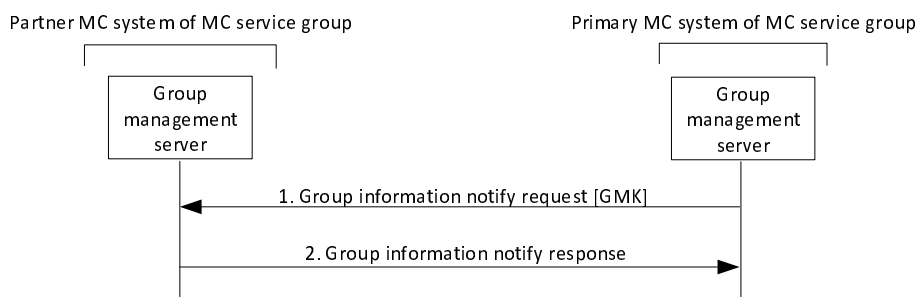 Partner MC system of MC service group
Primary MC system of MC service group
Group
management
server
Group
management
server
1. Group information notify request [GMK]
2. Group information notify response